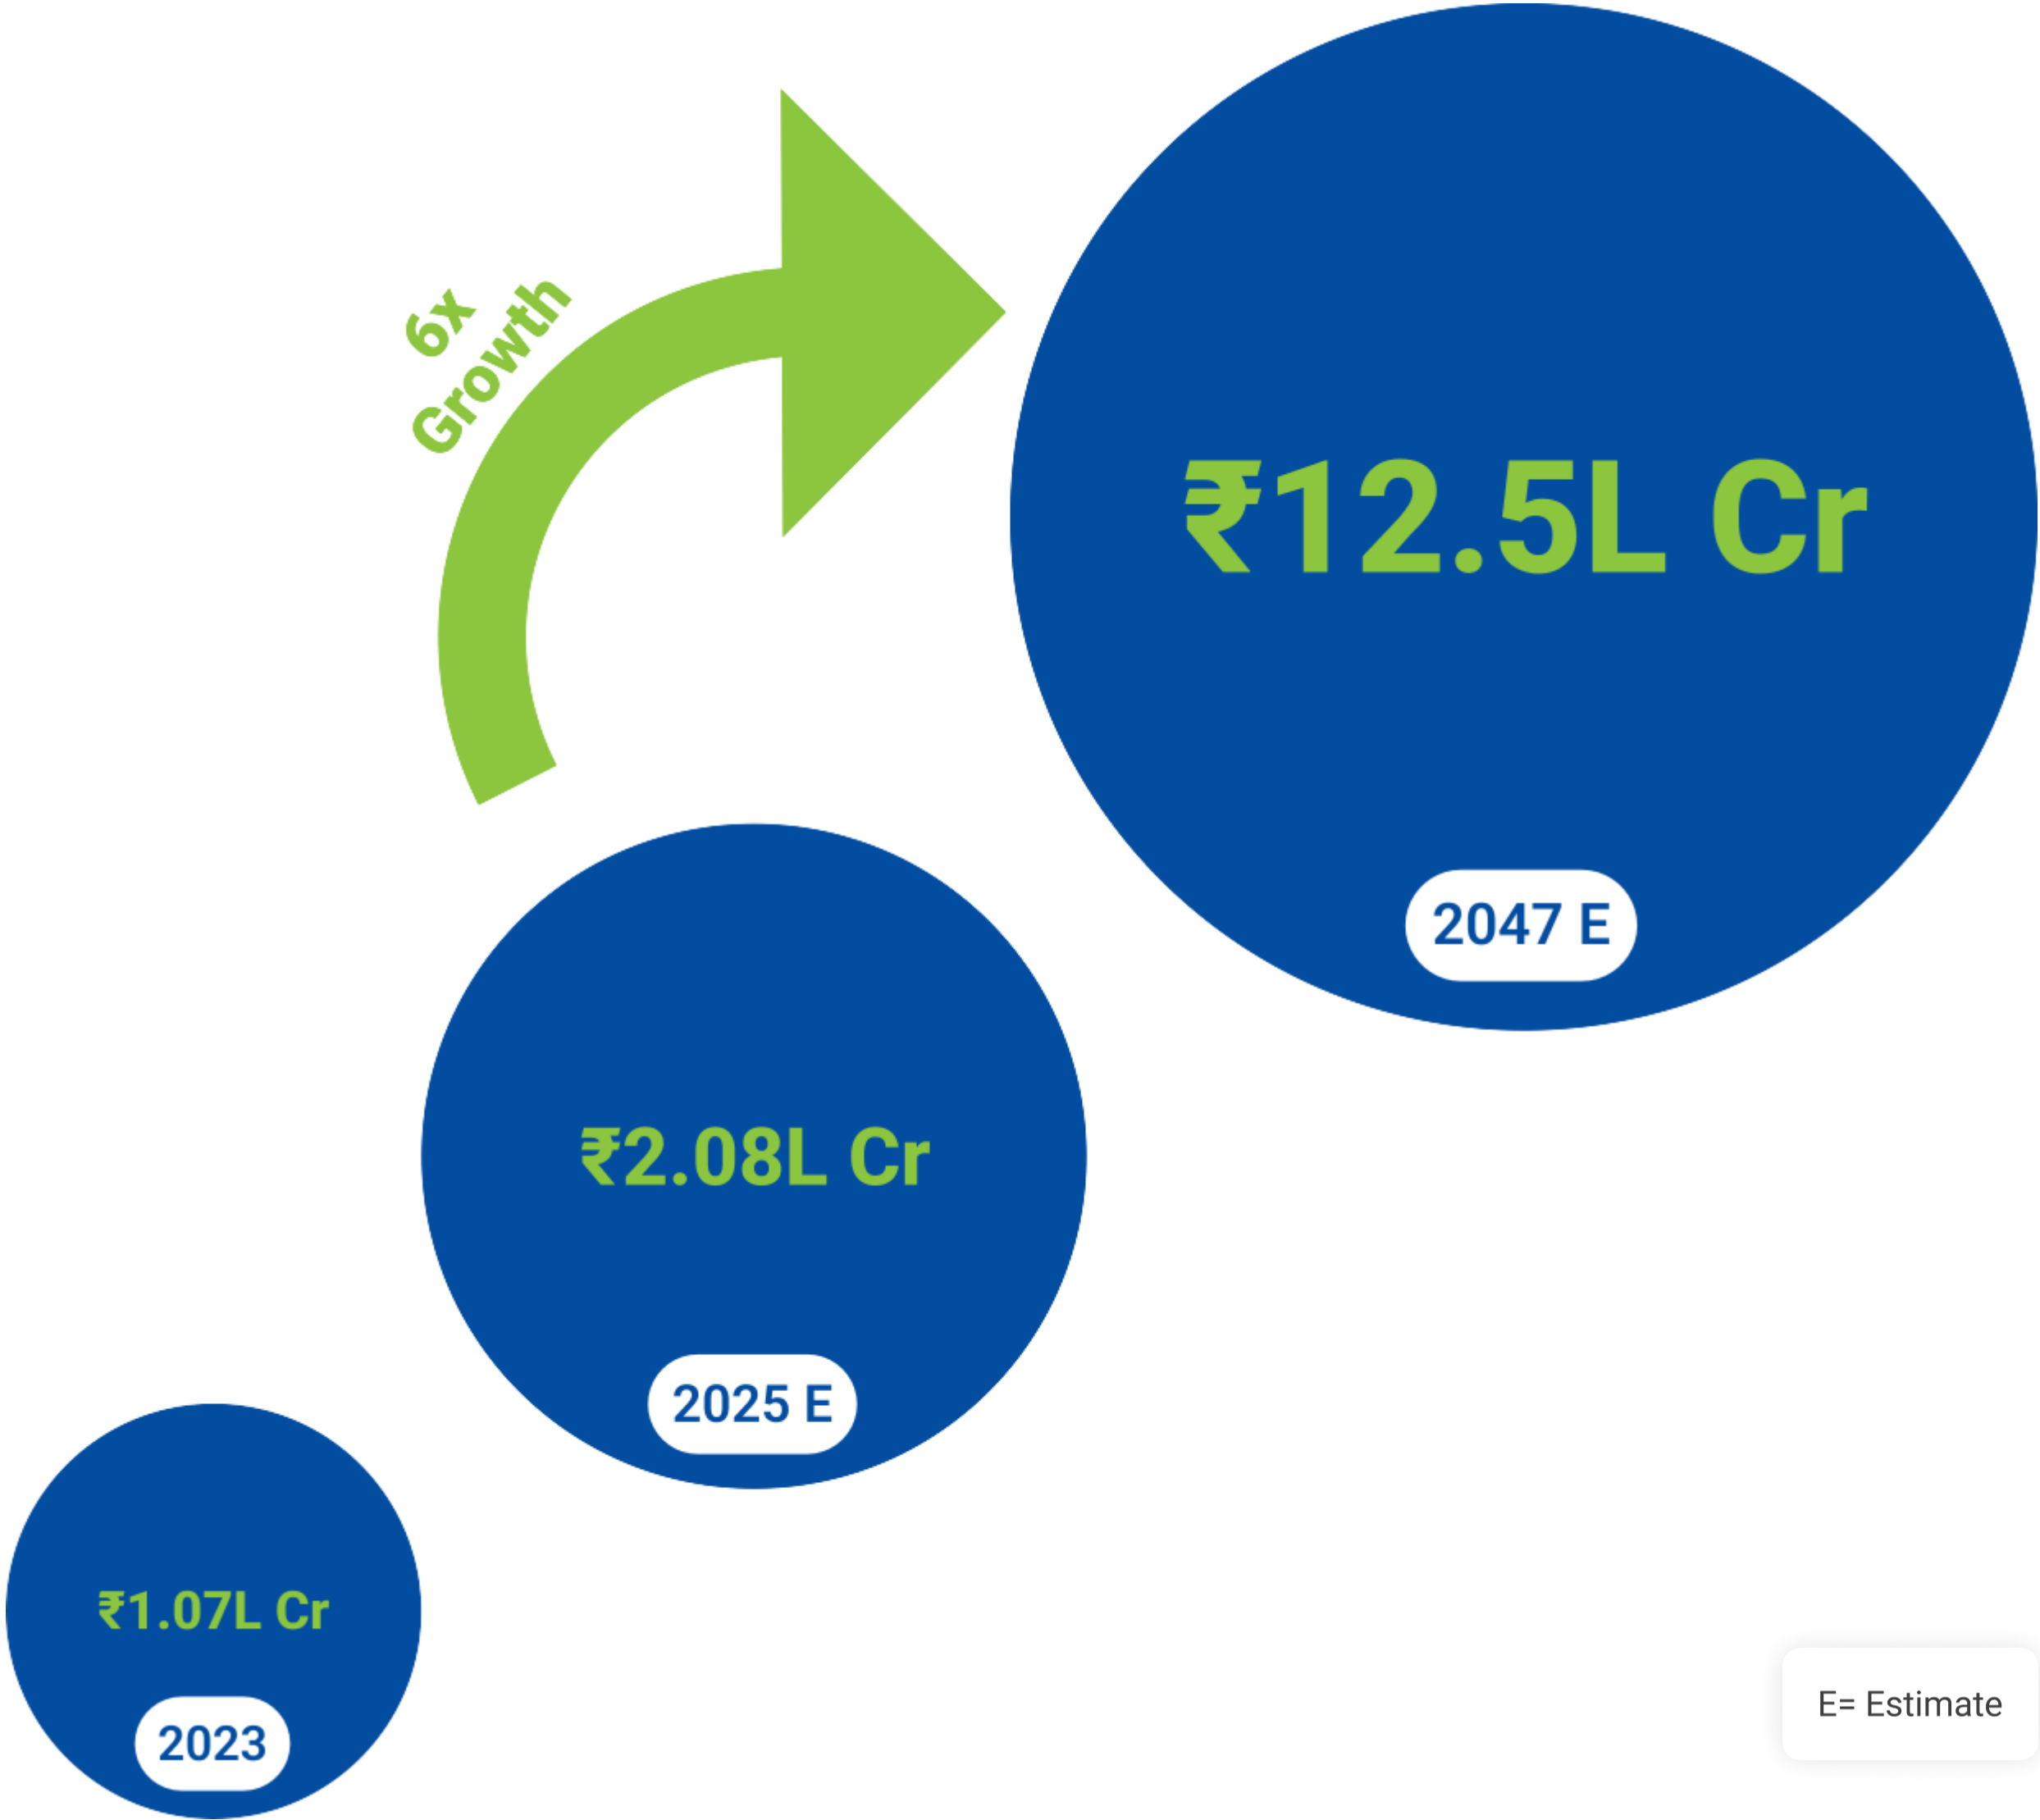 6x
Growth
₹12.5L Cr
2047 E
₹2.08L Cr
2025 E
₹1.07L Cr
2023
E= Estimate